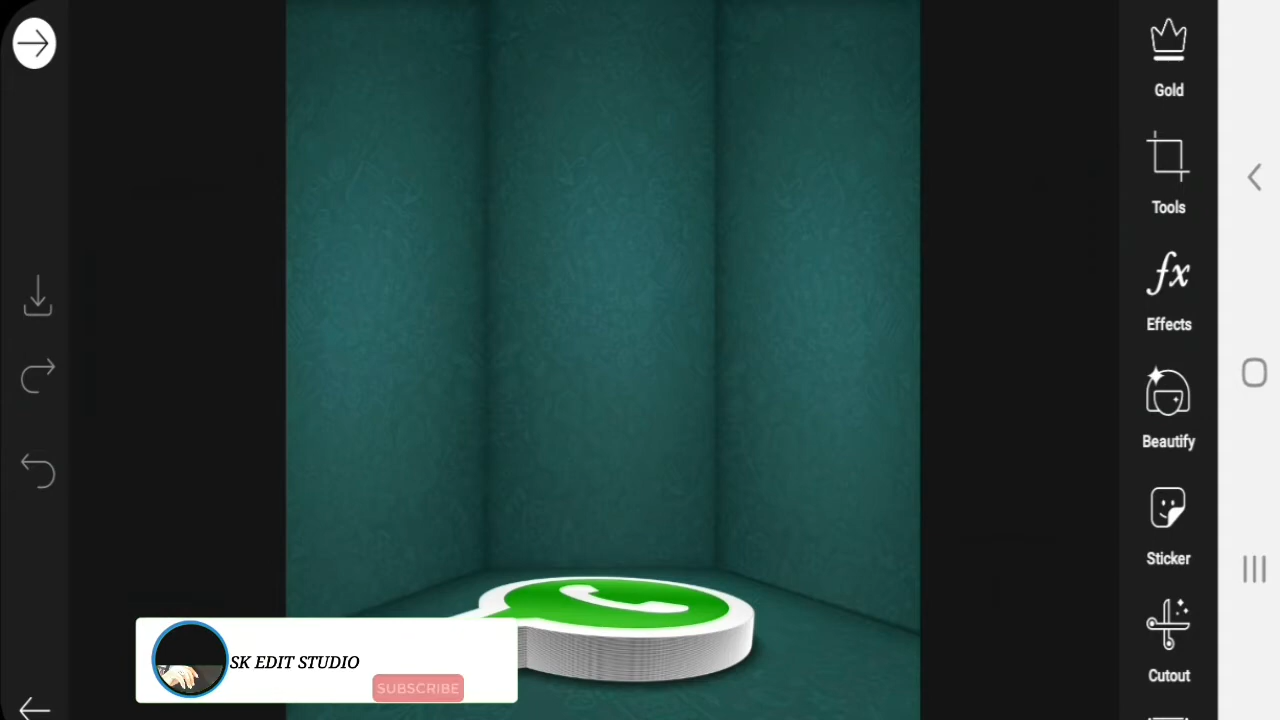 Gold
Tools
Effects
Beautify
Sticker
Cutout
SK EDIT STUDIO
SUBSCRIBE